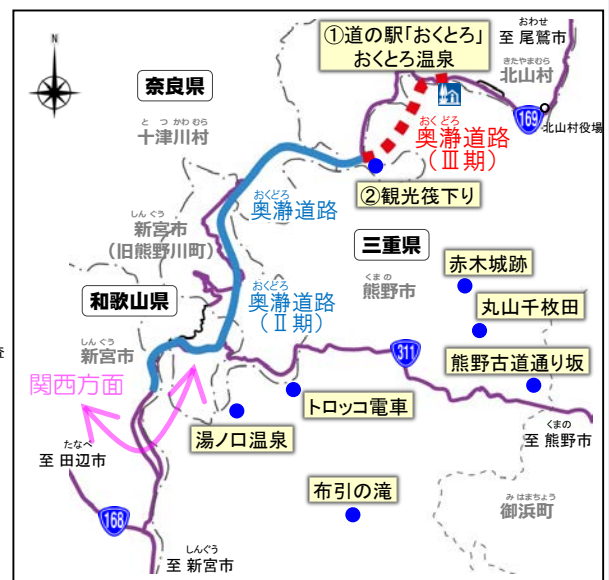 N
①道の駅「おくとろ」
おくとろ温泉
おわせ
至 尾鷲市
きたやまむら
北山村
169
北山村役場
奈良県
と つ かわ むら
十津川村
おく どろ
奥瀞道路
(Ⅲ期)
②観光筏下り
おくどろ
奥瀞道路
しん ぐう
新宮市
(旧熊野川町)
三重県
くま の
熊野市
赤木城跡
おくどろ
奥瀞道路
(Ⅱ期)
丸山千枚田
和歌山県
しん ぐう
新宮市
査
311
熊野古道通り坂
関西方面
トロッコ電車
湯ノ口温泉
くまの
至 熊野市
たなべ
至 田辺市
布引の滝
み はまちょう
御浜町
168
しんぐう
至 新宮市